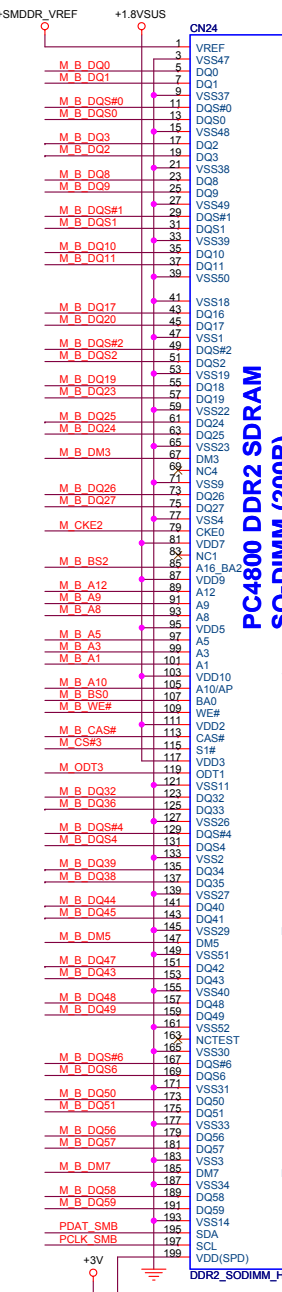 +SMDDR_VREF +1.8VSUS
CN24
1 VREF
3 VSS47
M_B_DQ0 5 DQ0
M_B_DQ1 7 DQ1
9 VSS37
M_B_DQS#0 11 DQS#0
M_B_DQS0 13 DQS0
15 VSS48
M_B_DQ3 17 DQ2
M_B_DQ2 19 DQ3
21 VSS38
M_B_DQ8 23 DQ8
M_B_DQ9 25 DQ9
27 VSS49
M_B_DQS#1 29 DQS#1
M_B_DQS1 31 DQS1
33 VSS39
M_B_DQ10 35 DQ10
M_B_DQ11 37 DQ11
39 VSS50
41 VSS18
M_B_DQ17 43 DQ16
M_B_DQ20 45 DQ17
47 VSS1
M_B_DQS#2 49 DQS#2
M_B_DQS2 51 DQS2
53 VSS19
M_B_DQ19 55 DQ18
M_B_DQ23 57 DQ19
59 VSS22
M_B_DQ25 61 DQ24
M_B_DQ24 63 DQ25
65 VSS23
M_B_DM3 67 DM3
69 NC4
71 VSS9
M_B_DQ26 73 DQ26
M_B_DQ27 75 DQ27
77 VSS4
M_CKE2 79 CKE0
81 VDD7
83 NC1
M_B_BS2 85 A16_BA2
87 VDD9
M_B_A12 89 A12
M_B_A9 91 A9
M_B_A8 93 A8
95 VDD5
M_B_A5 97 A5
M_B_A3 99 A3
M_B_A1 101 A1
103 VDD10
M_B_A10 105 A10/AP
M_B_BS0 107 BA0
M_B_WE# 109 WE#
111 VDD2
M_B_CAS# 113 CAS#
M_CS#3 115 S1#
117 VDD3
M_ODT3 119 ODT1
121 VSS11
M_B_DQ32 123 DQ32
M_B_DQ36 125 DQ33
127 VSS26
M_B_DQS#4 129 DQS#4
M_B_DQS4 131 DQS4
133 VSS2
M_B_DQ39 135 DQ34
M_B_DQ38 137 DQ35
139 VSS27
M_B_DQ44 141 DQ40
M_B_DQ45 143 DQ41
145 VSS29
M_B_DM5 147 DM5
149 VSS51
M_B_DQ47 151 DQ42
M_B_DQ43 153 DQ43
155 VSS40
M_B_DQ48 157 DQ48
M_B_DQ49 159 DQ49
161 VSS52
163 NCTEST
165 VSS30
M_B_DQS#6 167 DQS#6
M_B_DQS6 169 DQS6
171 VSS31
M_B_DQ50 173 DQ50
M_B_DQ51 175 DQ51
177 VSS33
M_B_DQ56 179 DQ56
M_B_DQ57 181 DQ57
183 VSS3
M_B_DM7 185 DM7
187 VSS34
M_B_DQ58 189 DQ58
M_B_DQ59 191 DQ59
193 VSS14
PDAT_SMB 195 SDA
PCLK_SMB 197 SCL
199 VDD(SPD)
+3V
DDR2_SODIMM_H
PC4800 DDR2 SDRAM
SO-DIMM (200P)